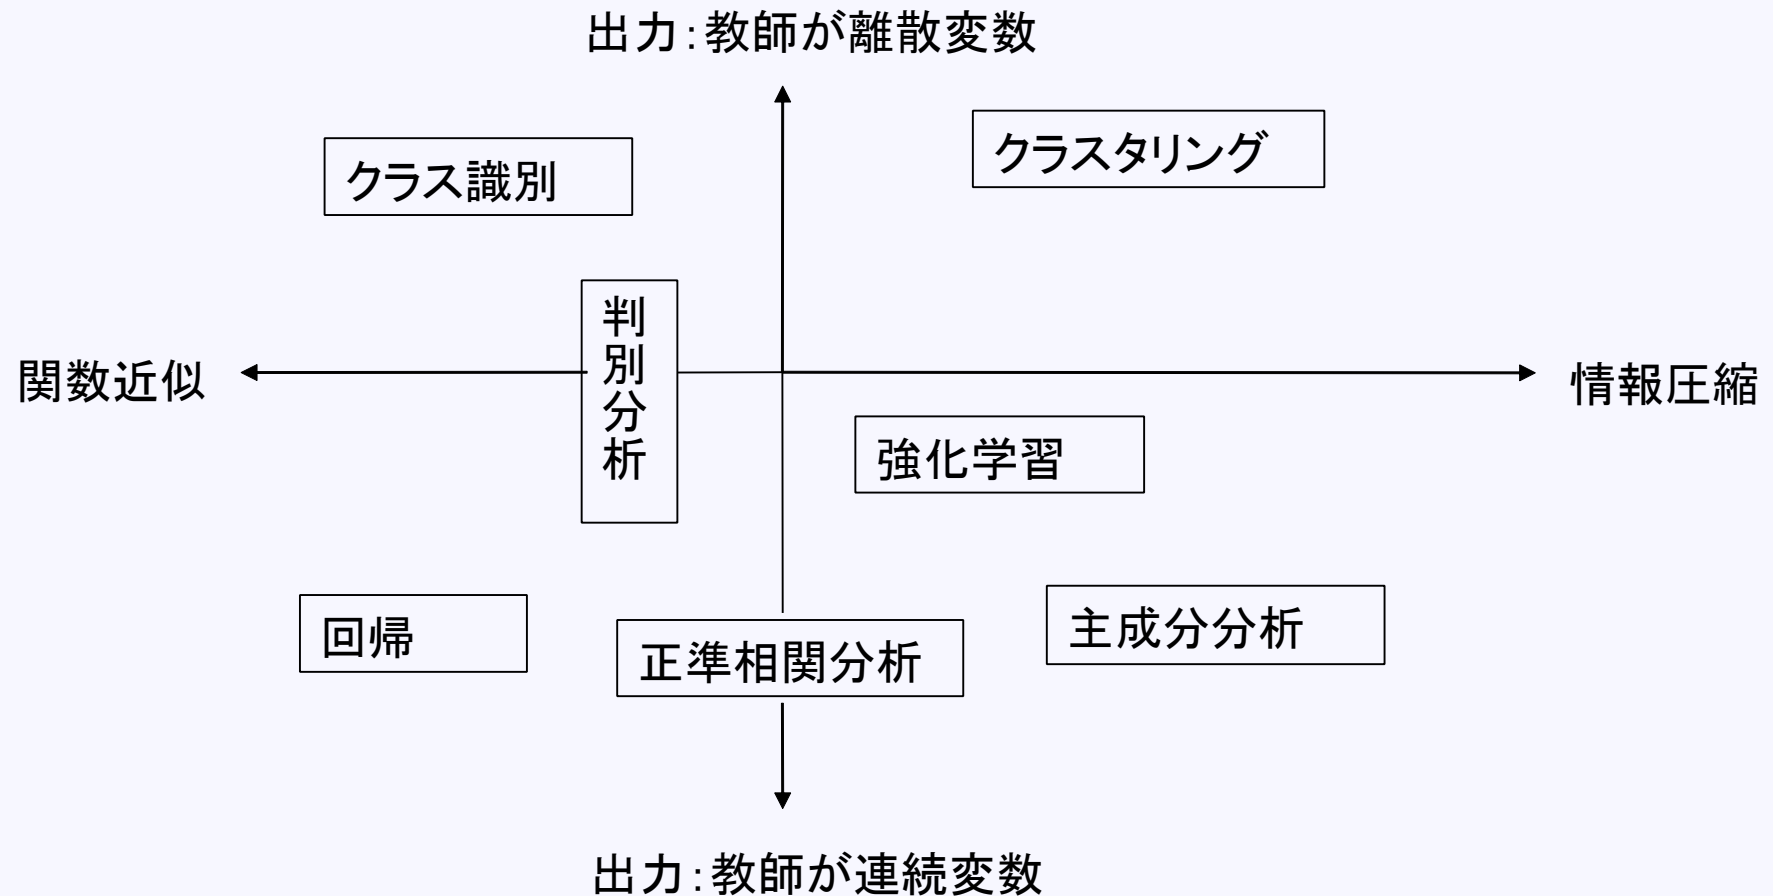 出力：教師が離散変数
クラスタリング
クラス識別
判別分析
関数近似
情報圧縮
強化学習
主成分分析
回帰
正準相関分析
出力：教師が連続変数